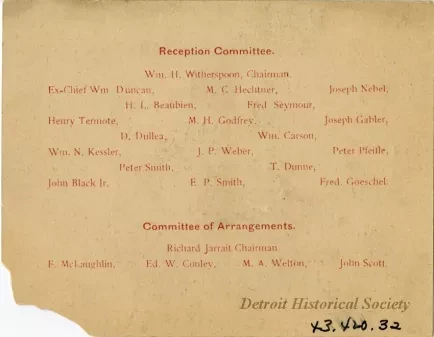 Reception Committee.
Wm. H. Witherspoon, Chairman.
Ex-Chief Wm. Duncan, M. C. Hechtner, Joseph Nebel,
H. L. Beaubien, Fred Seymour,
Henry Termote, M. H. Godfrey, Joseph Gabler,
D. Dullea, Wm. Carson,
Wm. N. Kessler, J. P. Weber, Peter Pfeifle,
Peter Smith, T. Dunne,
John Black Jr. E. P. Smith, Fred. Goeschel.
Committee of Arrangements.
Richard Jarrait Chairman
F. McLaughlin, Ed. W. Conley, M. A. Welton, John Scott.
Detroit Historical Society
43.420.32